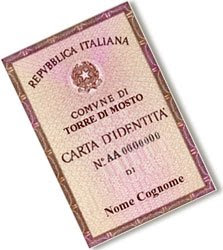 REPVBBLICA ITALIANA
COMVNE DI
TORRE DI MOSTO
CARTA D'IDENTITA'
N° AA 0000000
DI
Nome Cognome